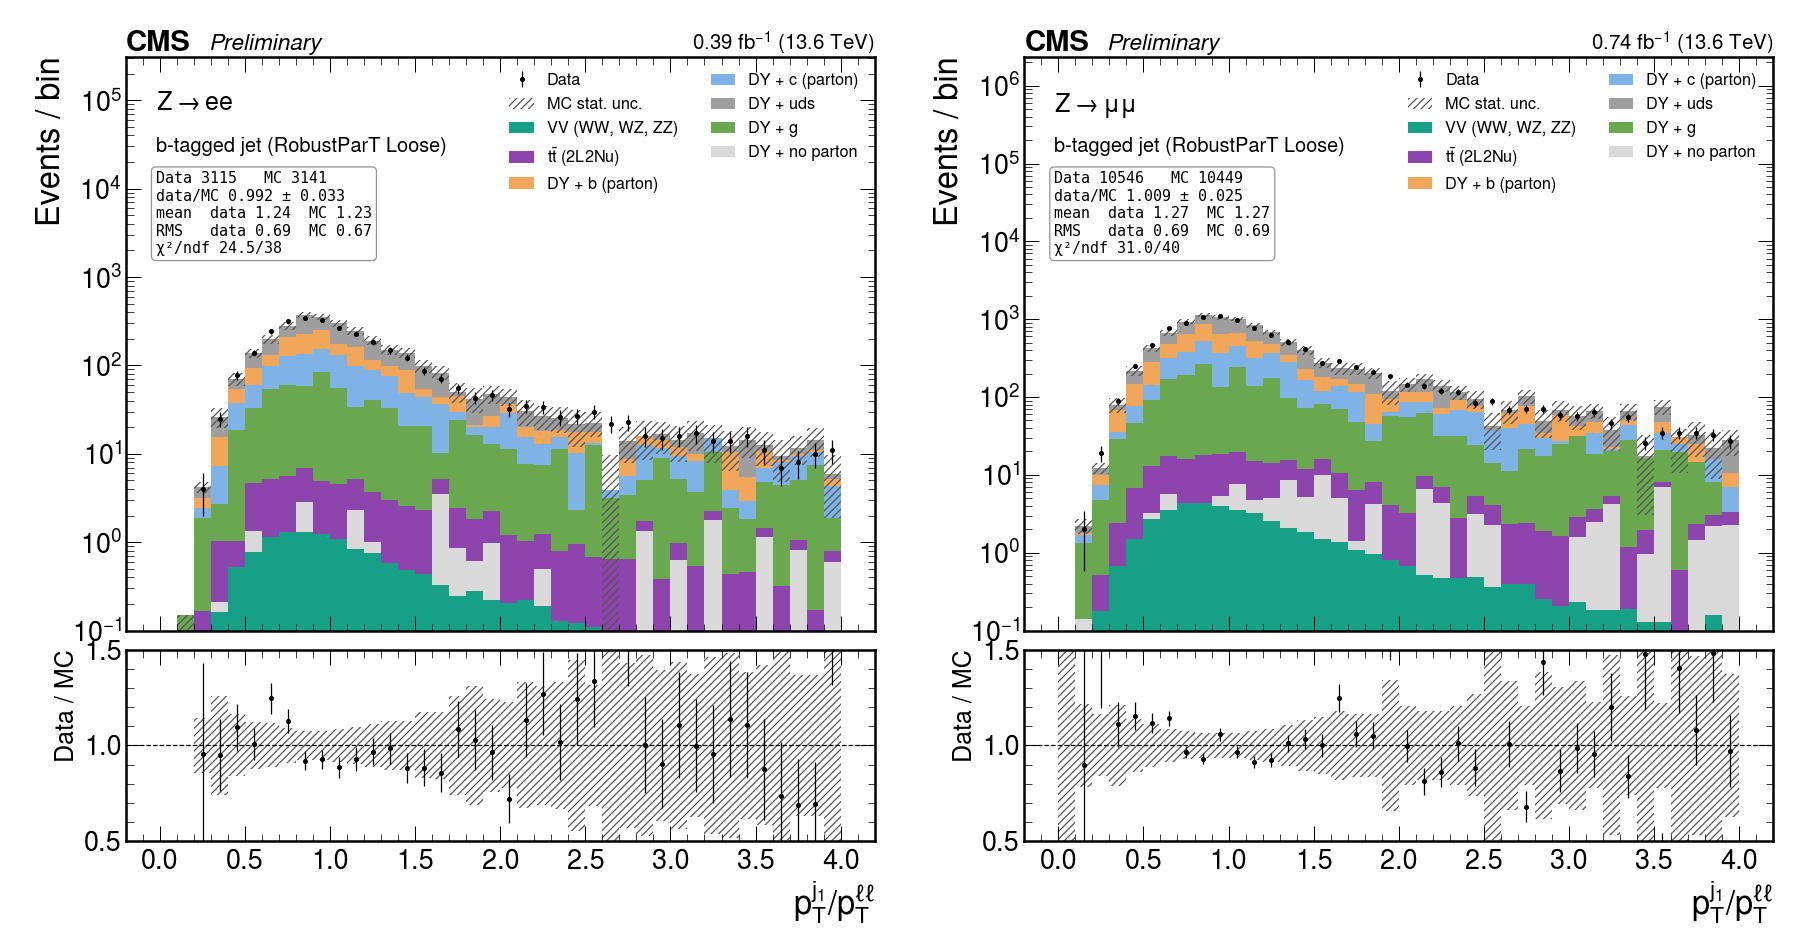 CMS Preliminary 0.39 fb⁻¹ (13.6 TeV)
Events / bin
Z → ee
b-tagged jet (RobustParT Loose)
Data 3115 MC 3141
data/MC 0.992 ± 0.033
mean data 1.24 MC 1.23
RMS data 0.69 MC 0.67
χ²/ndf 24.5/38
Data
MC stat. unc.
VV (WW, WZ, ZZ)
tt̄ (2L2Nu)
DY + b (parton)
DY + c (parton)
DY + uds
DY + g
DY + no parton
10⁵
10⁴
10³
10²
10¹
10⁰
10⁻¹
Data / MC
1.5
1.0
0.5
0.0 0.5 1.0 1.5 2.0 2.5 3.0 3.5 4.0
p_T^{j₁}/p_T^{ℓℓ}
CMS Preliminary 0.74 fb⁻¹ (13.6 TeV)
Events / bin
Z → μμ
b-tagged jet (RobustParT Loose)
Data 10546 MC 10449
data/MC 1.009 ± 0.025
mean data 1.27 MC 1.27
RMS data 0.69 MC 0.69
χ²/ndf 31.0/40
Data
MC stat. unc.
VV (WW, WZ, ZZ)
tt̄ (2L2Nu)
DY + b (parton)
DY + c (parton)
DY + uds
DY + g
DY + no parton
10⁶
10⁵
10⁴
10³
10²
10¹
10⁰
10⁻¹
Data / MC
1.5
1.0
0.5
0.0 0.5 1.0 1.5 2.0 2.5 3.0 3.5 4.0
p_T^{j₁}/p_T^{ℓℓ}